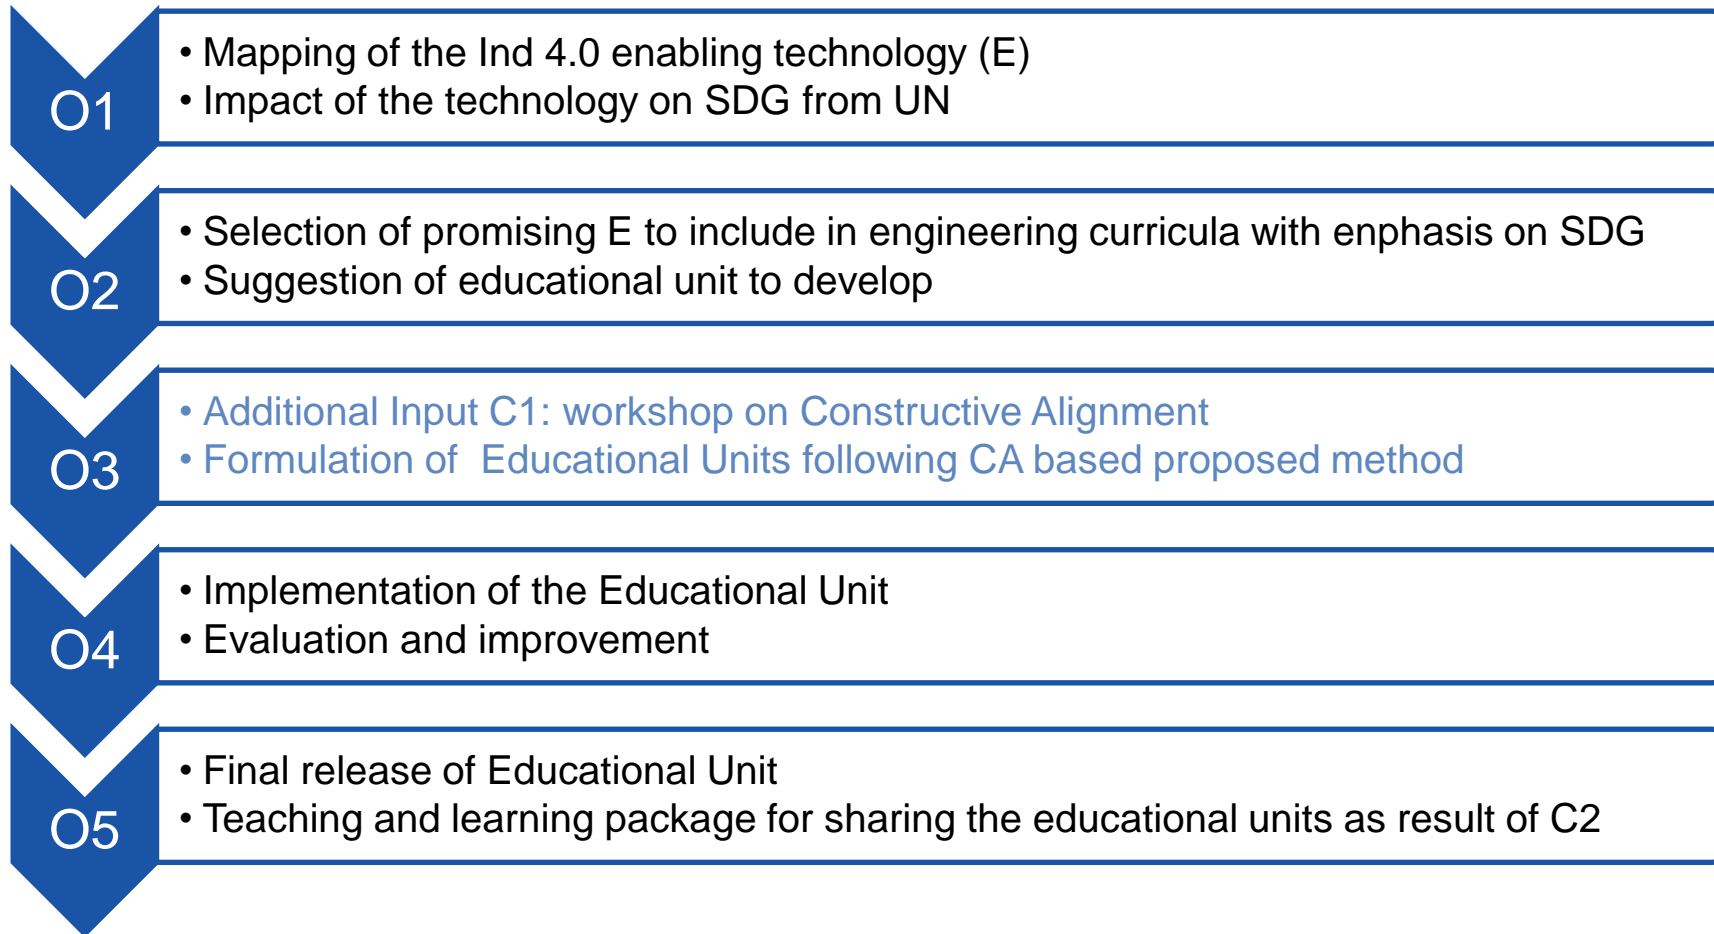 O1
• Mapping of the Ind 4.0 enabling technology (E)
• Impact of the technology on SDG from UN
O2
• Selection of promising E to include in engineering curricula with enphasis on SDG
• Suggestion of educational unit to develop
O3
• Additional Input C1: workshop on Constructive Alignment
• Formulation of  Educational Units following CA based proposed method
O4
• Implementation of the Educational Unit
• Evaluation and improvement
O5
• Final release of Educational Unit
• Teaching and learning package for sharing the educational units as result of C2